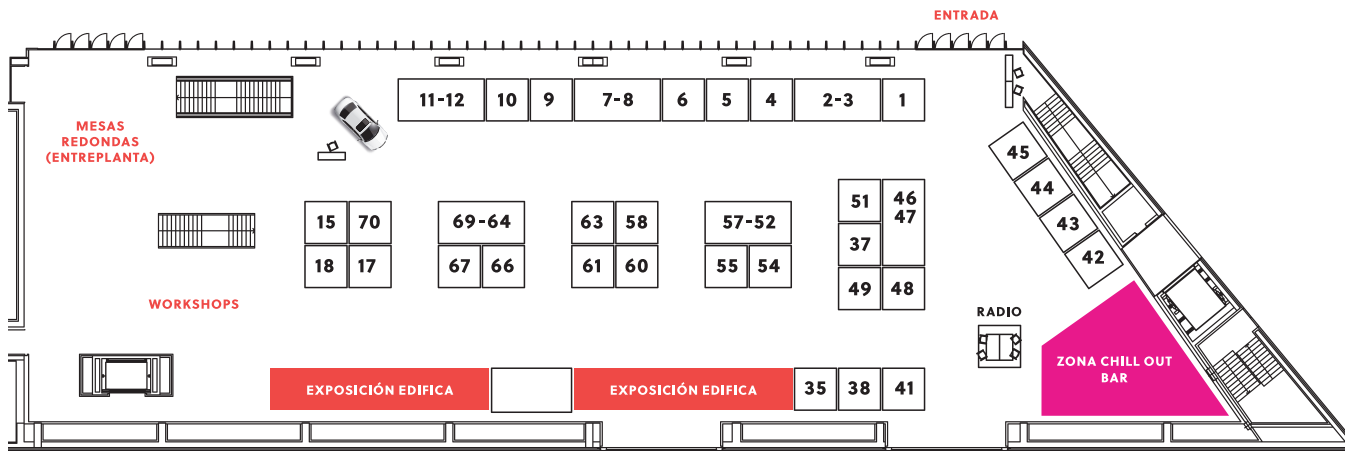 ENTRADA
11-12 10 9 7-8 6 5 4 2-3 1
MESAS
REDONDAS
(ENTREPLANTA)
45
44
43
42
15 70 69-64 63 58 57-52 51 46
47
37
18 17 67 66 61 60 55 54 49 48
WORKSHOPS
RADIO
EXPOSICIÓN EDIFICA
EXPOSICIÓN EDIFICA
35 38 41
ZONA CHILL OUT
BAR